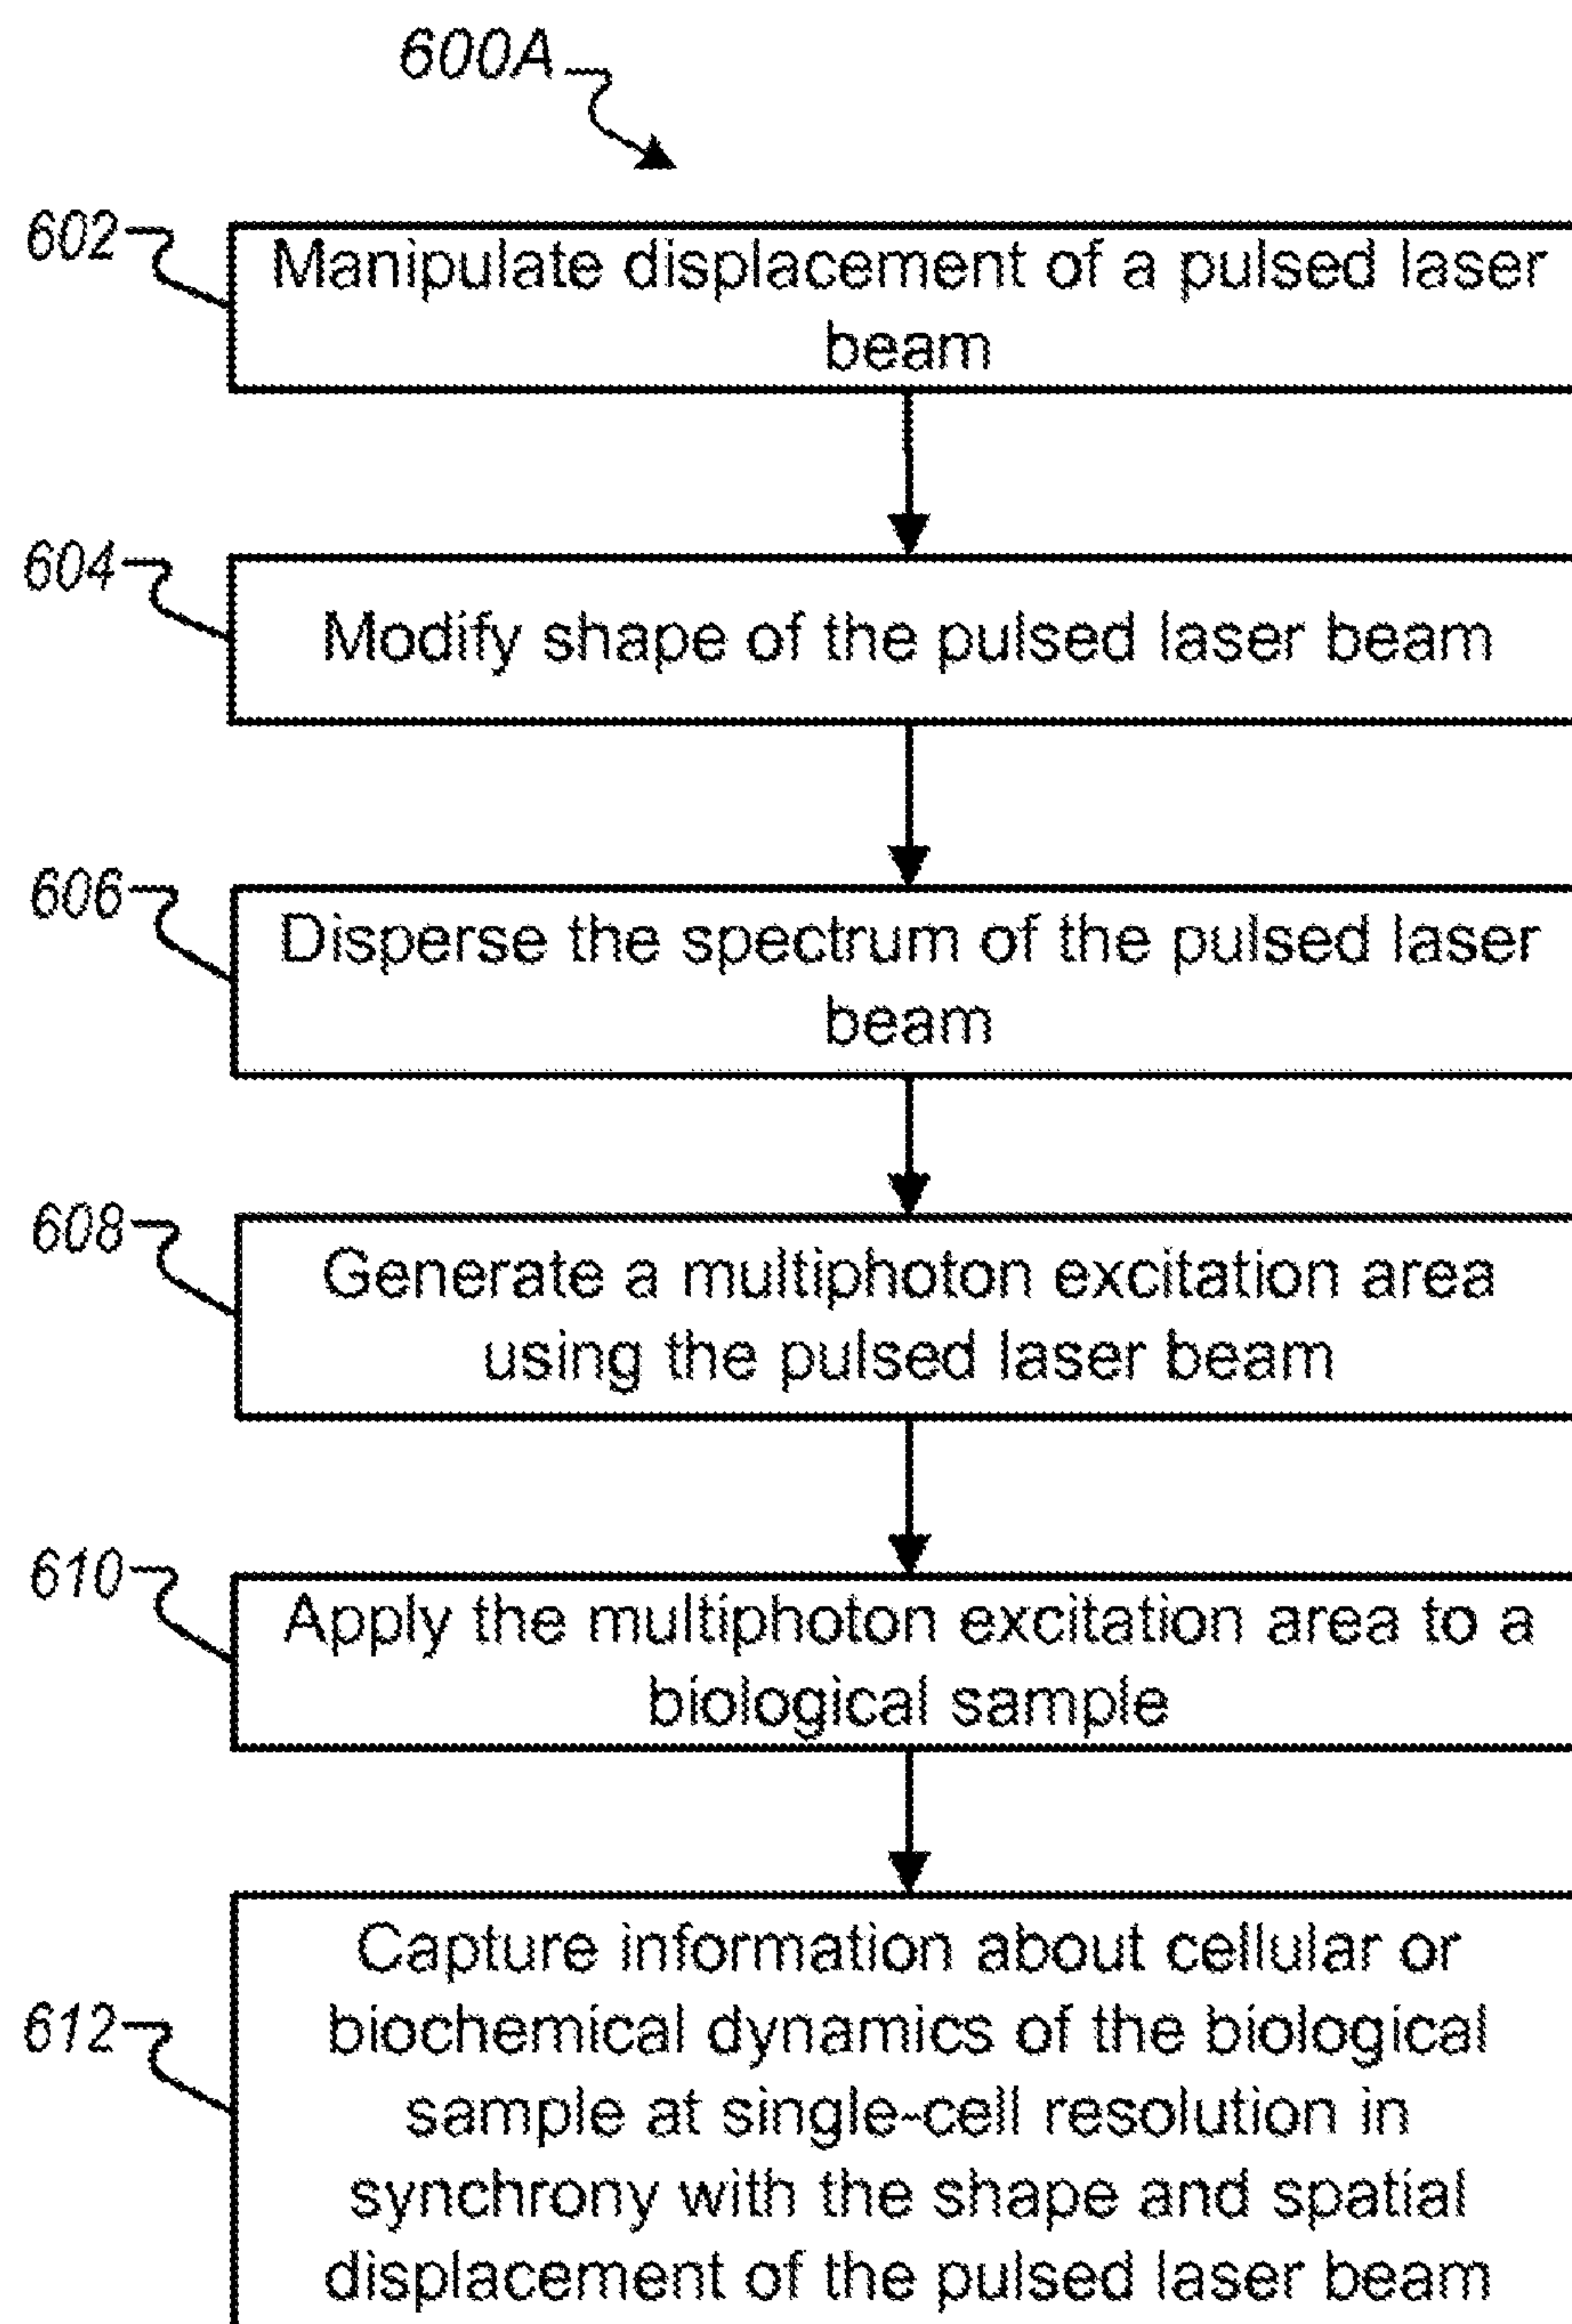 600A
602
Manipulate displacement of a pulsed laser
beam
604
Modify shape of the pulsed laser beam
606
Disperse the spectrum of the pulsed laser
beam
608
Generate a multiphoton excitation area
using the pulsed laser beam
610
Apply the multiphoton excitation area to a
biological sample
612
Capture information about cellular or
biochemical dynamics of the biological
sample at single-cell resolution in
synchrony with the shape and spatial
displacement of the pulsed laser beam